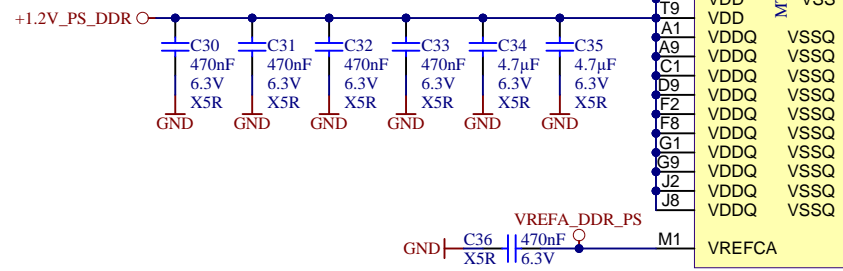 VDD VSS
+1.2V_PS_DDR T9 VDD
A1 VDDQ VSSQ
C30 C31 C32 C33 C34 C35 A9 VDDQ VSSQ
470nF 470nF 470nF 470nF 4.7µF 4.7µF C1 VDDQ VSSQ
6.3V 6.3V 6.3V 6.3V 6.3V 6.3V D9 VDDQ VSSQ
X5R X5R X5R X5R X5R X5R F2 VDDQ VSSQ
GND GND GND GND GND GND F8 VDDQ VSSQ
G1 VDDQ VSSQ
G9 VDDQ VSSQ
J2 VDDQ VSSQ
J8 VDDQ VSSQ
VREFA_DDR_PS
GND C36 470nF M1 VREFCA
X5R 6.3V